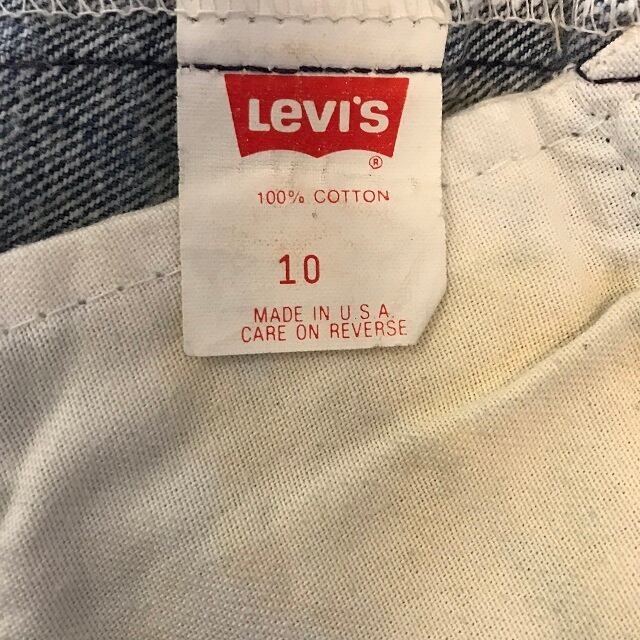 Levi's
®
100% COTTON
10
MADE IN U.S.A.
CARE ON REVERSE